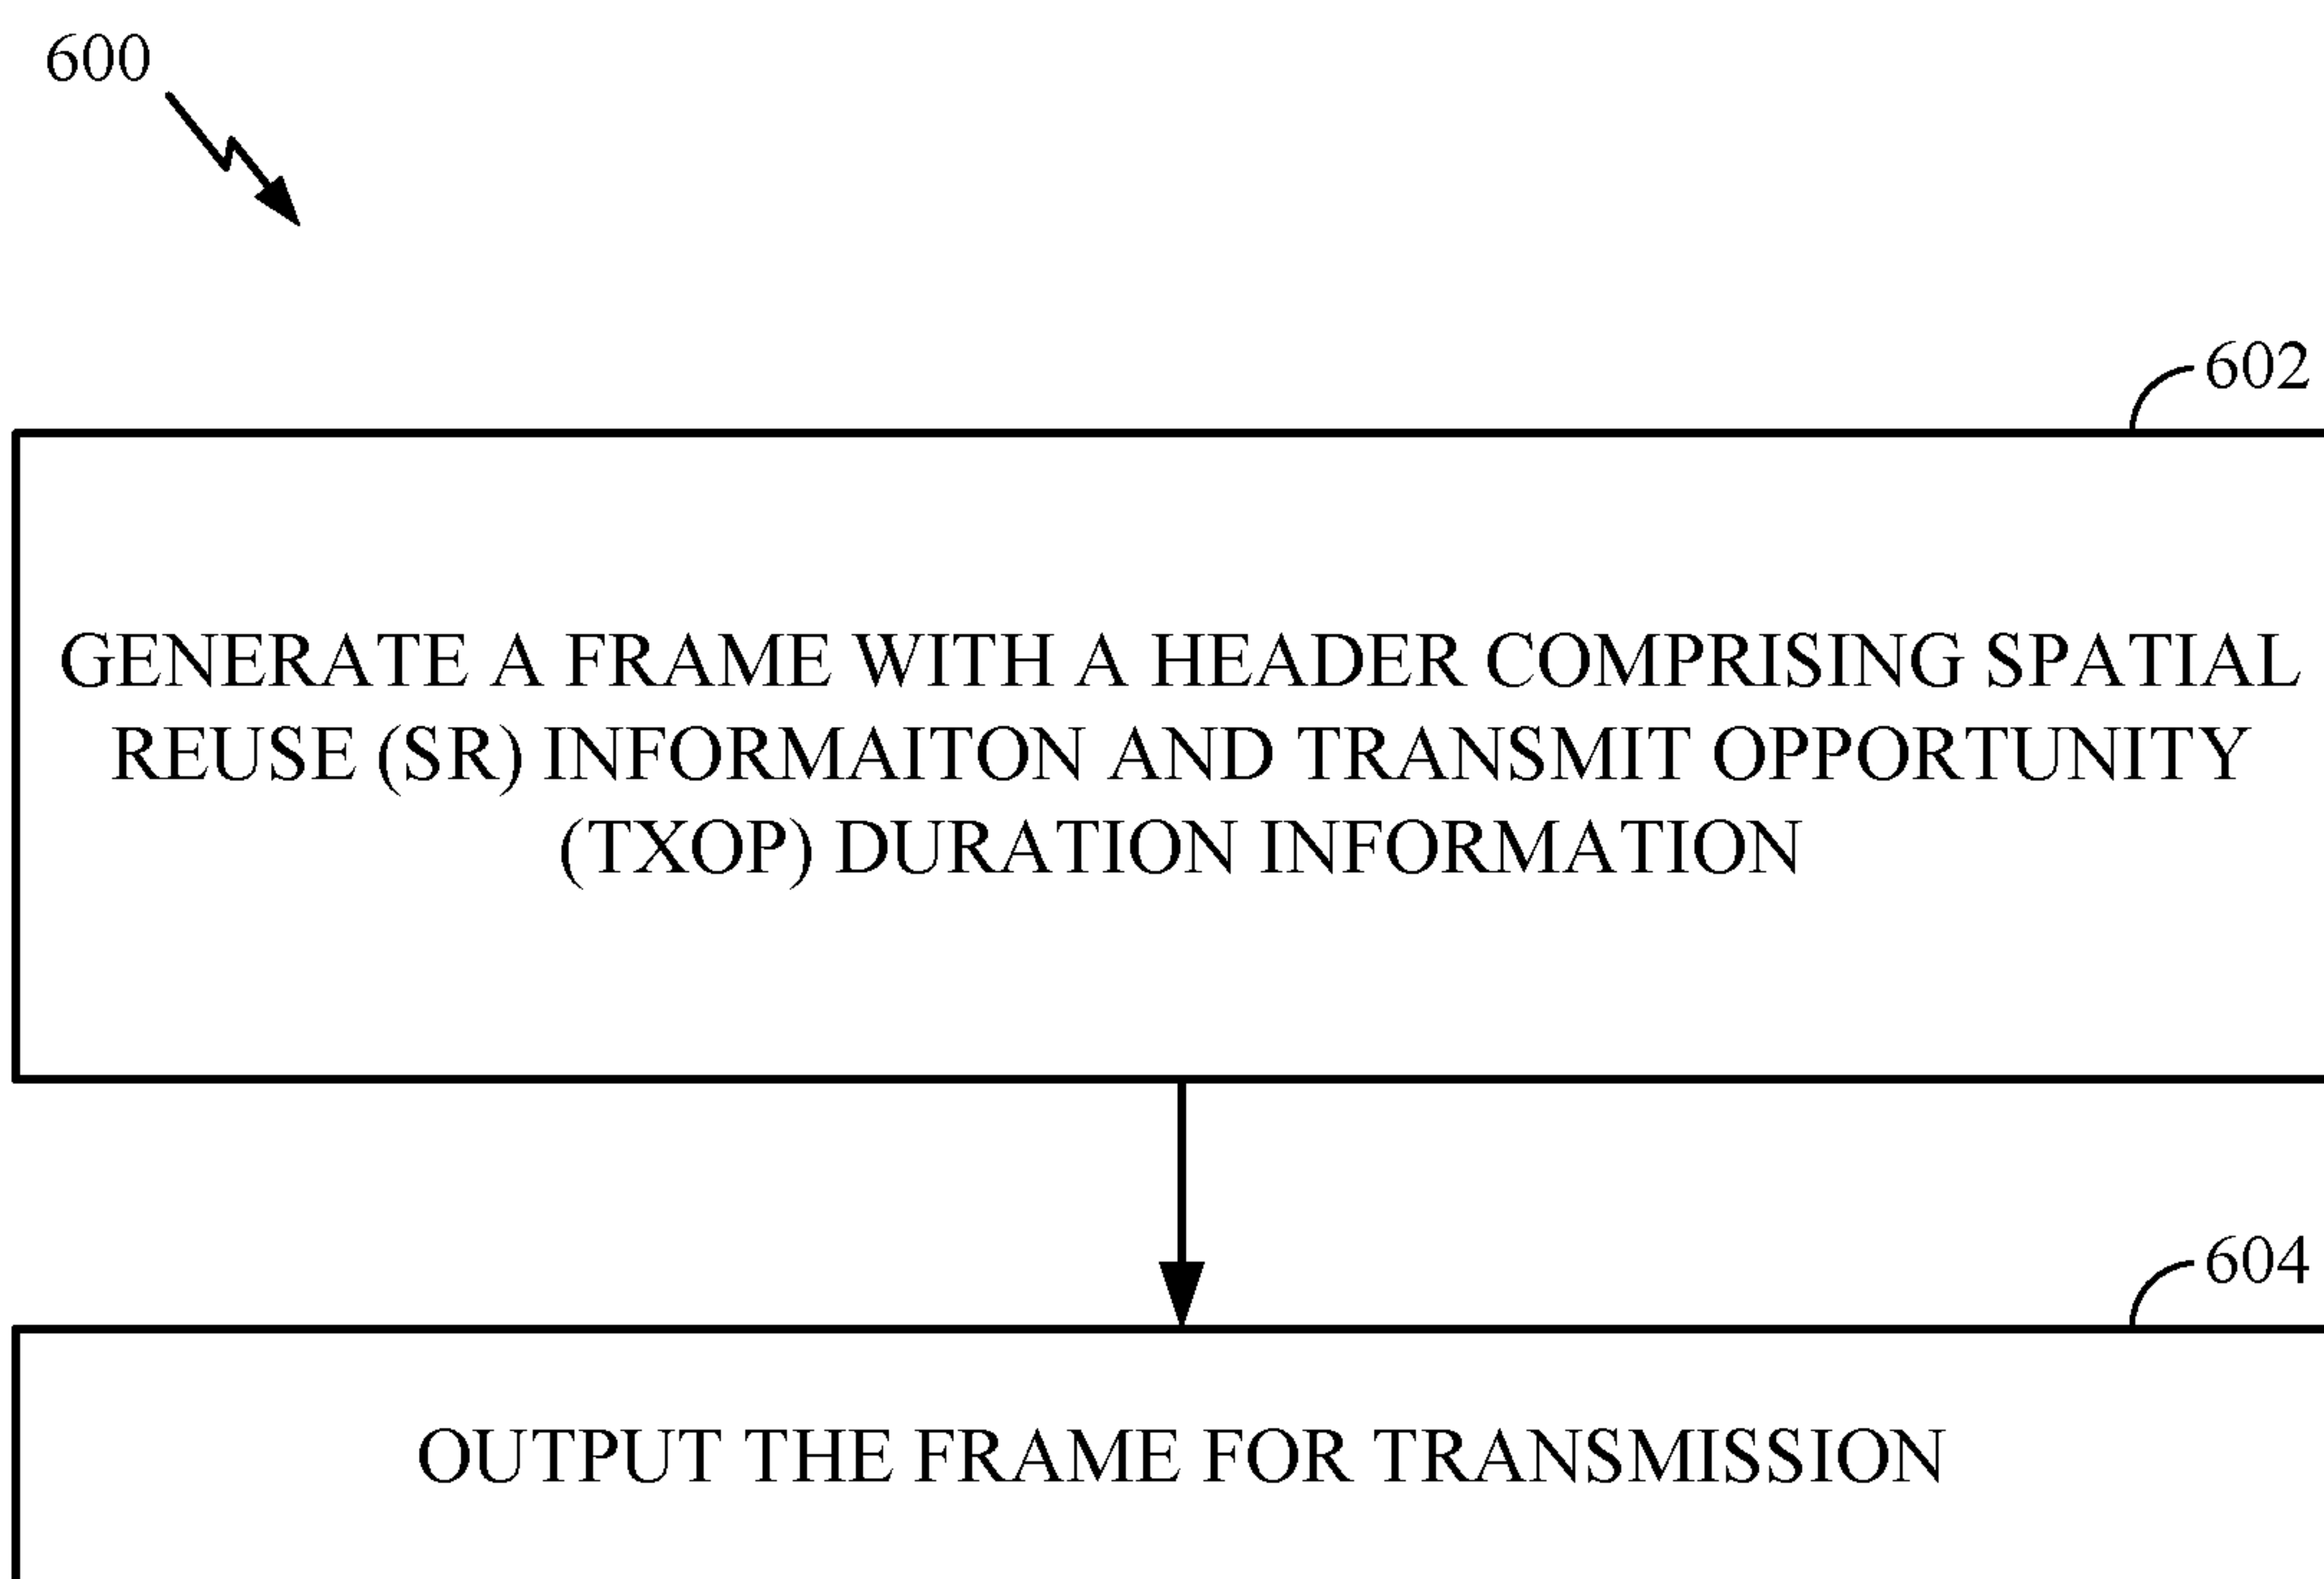 600
602
GENERATE A FRAME WITH A HEADER COMPRISING SPATIAL
REUSE (SR) INFORMAITON AND TRANSMIT OPPORTUNITY
(TXOP) DURATION INFORMATION
604
OUTPUT THE FRAME FOR TRANSMISSION